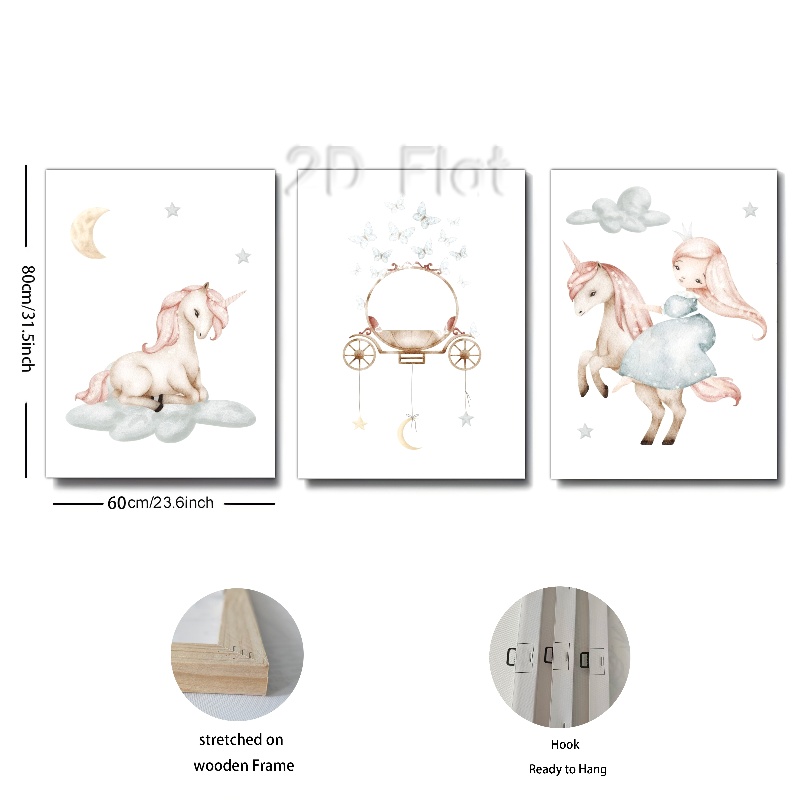 2D Flat
80cm/31.5inch
60cm/23.6inch
stretched on
wooden Frame
Hook
Ready to Hang